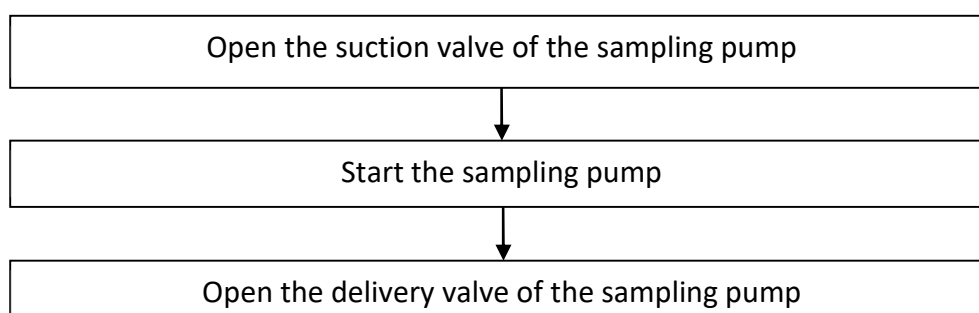 Open the suction valve of the sampling pump
Start the sampling pump
Open the delivery valve of the sampling pump